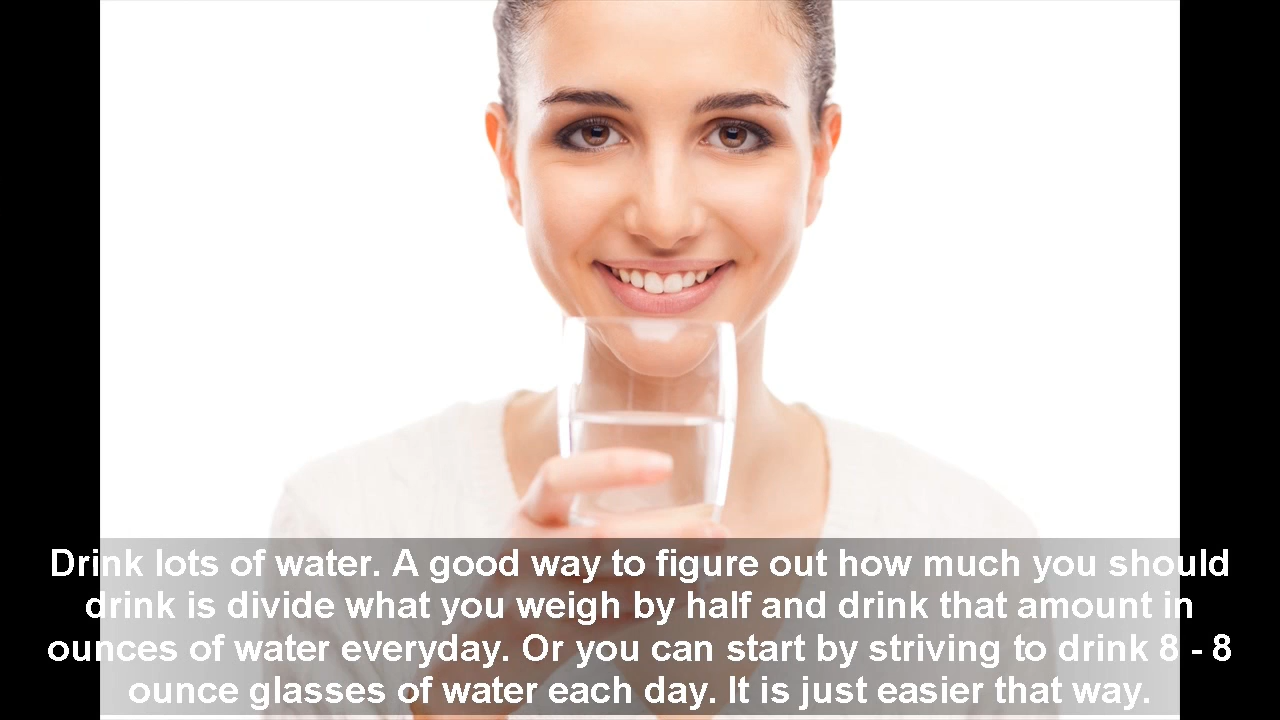 Drink lots of water. A good way to figure out how much you should
drink is divide what you weigh by half and drink that amount in
ounces of water everyday. Or you can start by striving to drink 8 - 8
ounce glasses of water each day. It is just easier that way.